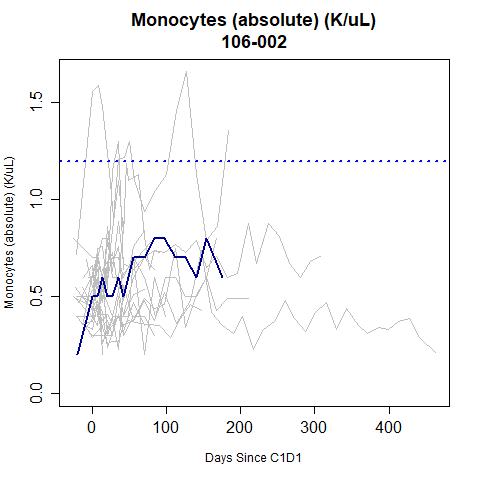 Monocytes (absolute) (K/uL)
106-002
Monocytes (absolute) (K/uL)
1.5
1.0
0.5
0.0
0 100 200 300 400
Days Since C1D1